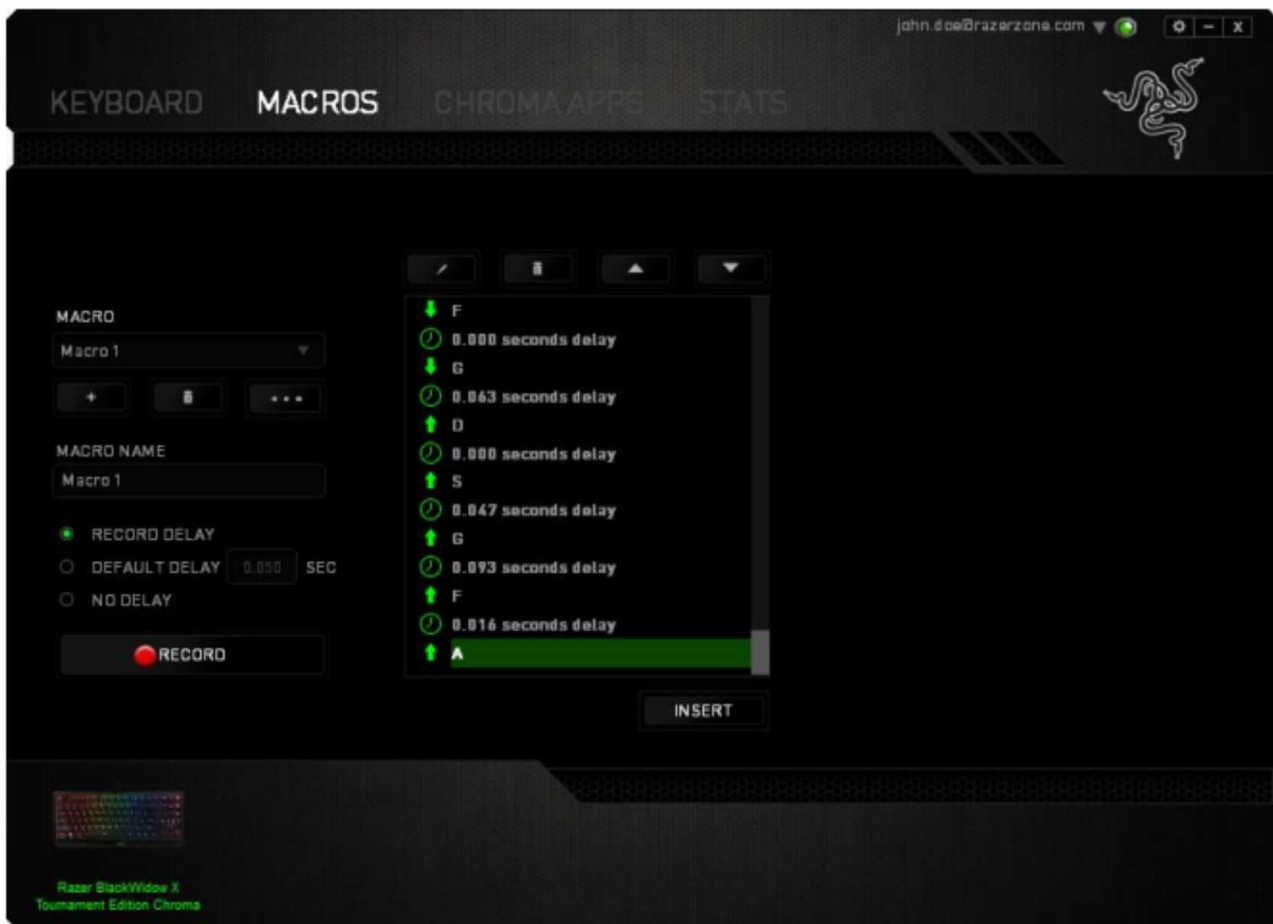 john.doe@razerzone.com
KEYBOARD MACROS CHROMA APPS STATS
MACRO
Macro 1
MACRO NAME
Macro 1
RECORD DELAY
DEFAULT DELAY 0.050 SEC
NO DELAY
RECORD
F
0.000 seconds delay
G
0.063 seconds delay
D
0.000 seconds delay
S
0.047 seconds delay
G
0.093 seconds delay
F
0.016 seconds delay
A
INSERT
Razer BlackWidow X
Tournament Edition Chroma